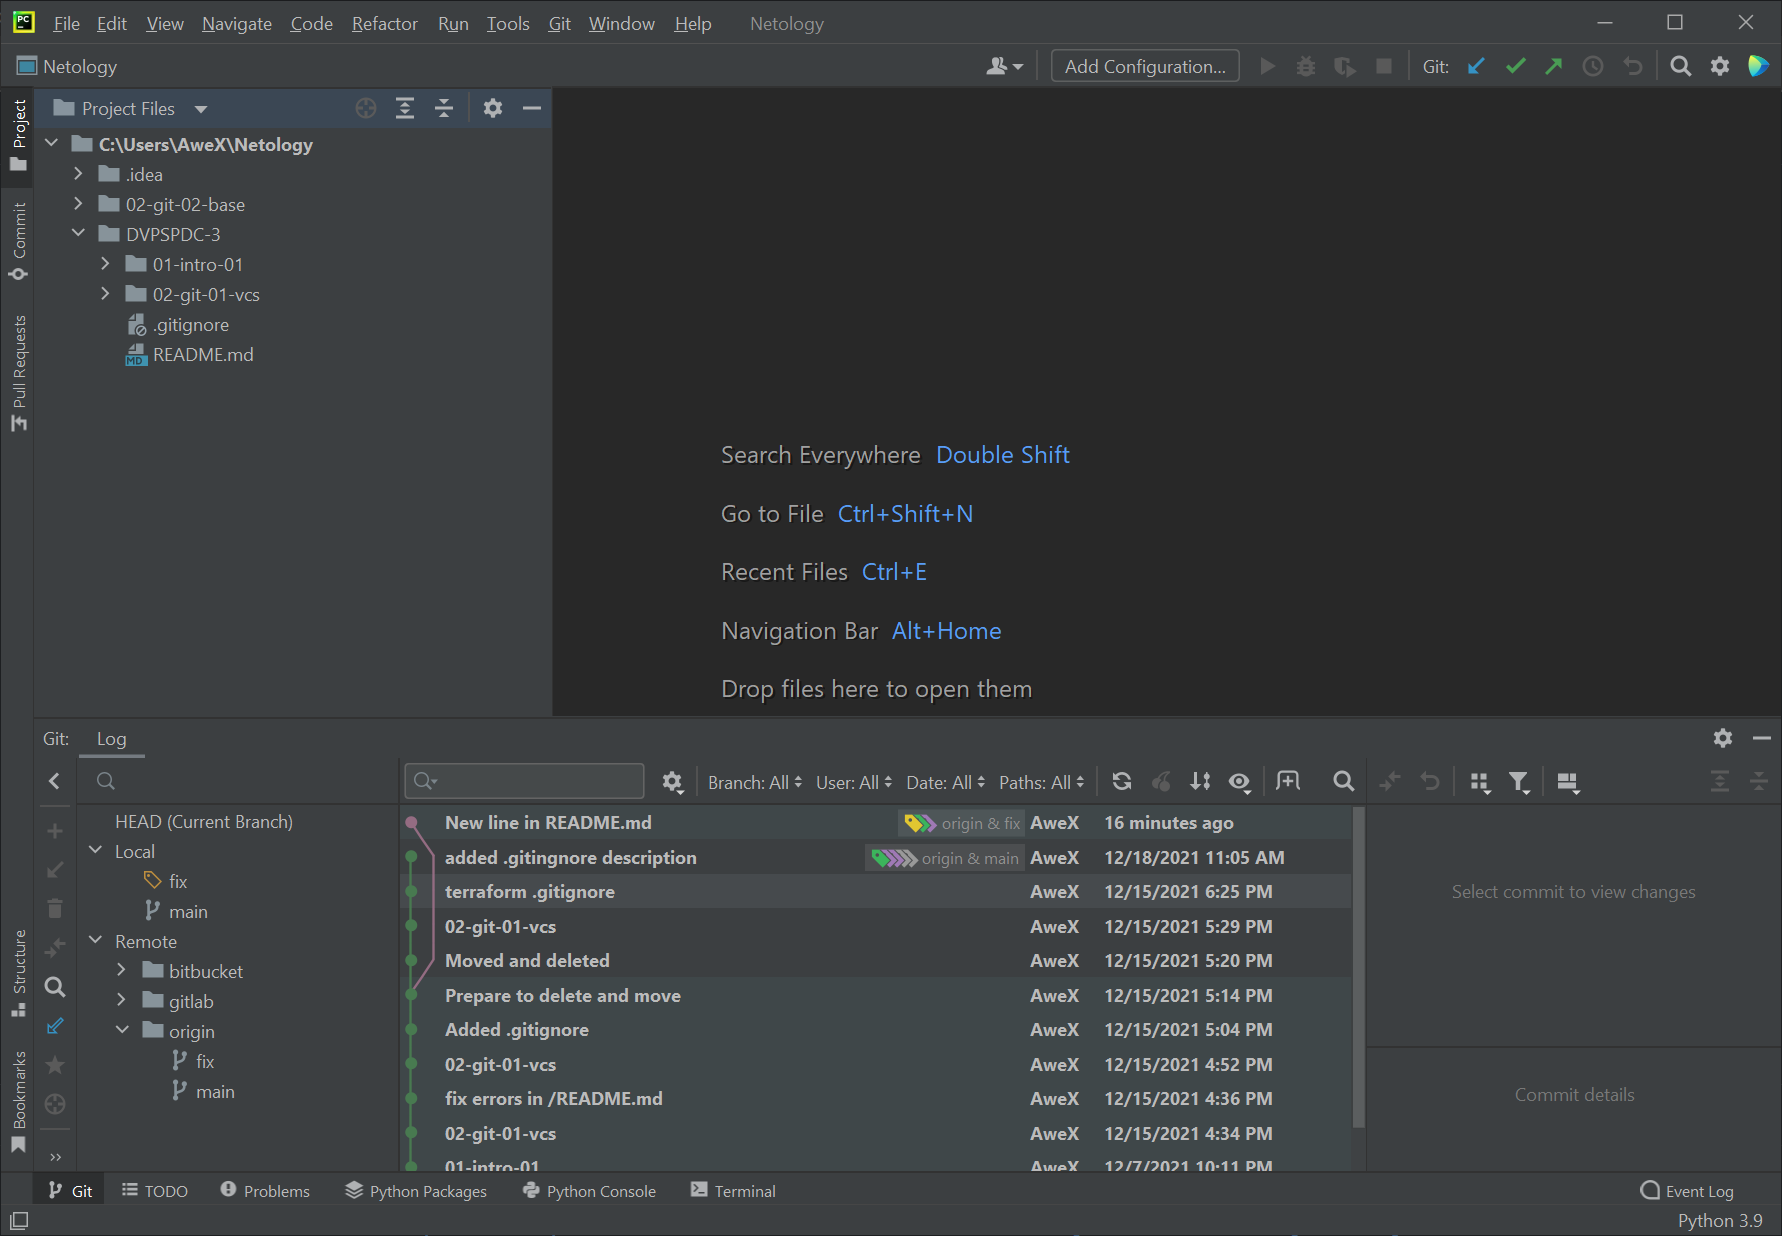 PC File Edit View Navigate Code Refactor Run Tools Git Window Help Netology
Netology Add Configuration... Git:
Project
Commit
Pull Requests
Structure
Bookmarks
Project Files
C:\Users\AweX\Netology
.idea
02-git-02-base
DVPSPDC-3
01-intro-01
02-git-01-vcs
.gitignore
MD README.md
Search Everywhere Double Shift
Go to File Ctrl+Shift+N
Recent Files Ctrl+E
Navigation Bar Alt+Home
Drop files here to open them
Git: Log
Branch: All User: All Date: All Paths: All
HEAD (Current Branch)
Local
fix
main
Remote
bitbucket
gitlab
origin
fix
main
New line in README.md origin & fix AweX 16 minutes ago
added .gitingnore description origin & main AweX 12/18/2021 11:05 AM
terraform .gitignore AweX 12/15/2021 6:25 PM
02-git-01-vcs AweX 12/15/2021 5:29 PM
Moved and deleted AweX 12/15/2021 5:20 PM
Prepare to delete and move AweX 12/15/2021 5:14 PM
Added .gitignore AweX 12/15/2021 5:04 PM
02-git-01-vcs AweX 12/15/2021 4:52 PM
fix errors in /README.md AweX 12/15/2021 4:36 PM
02-git-01-vcs AweX 12/15/2021 4:34 PM
01-intro-01 AweX 12/7/2021 10:11 PM
Select commit to view changes
Commit details
Git TODO Problems Python Packages Python Console Terminal Event Log
Python 3.9